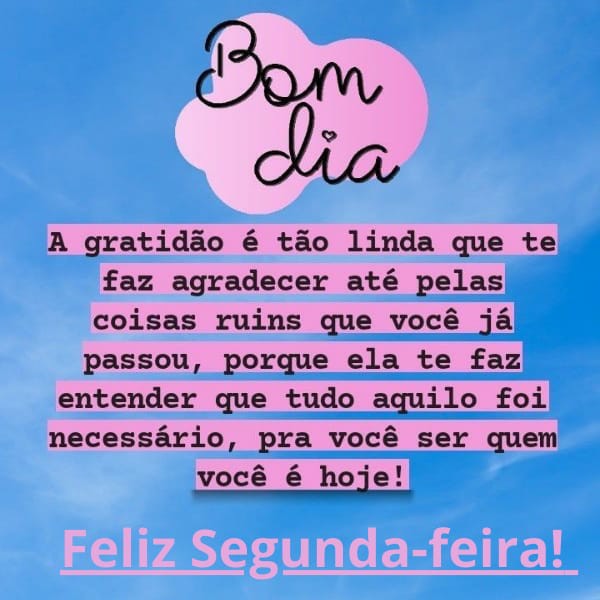 Bom
dia
A gratidão é tão linda que te
faz agradecer até pelas
coisas ruins que você já
passou, porque ela te faz
entender que tudo aquilo foi
necessário, pra você ser quem
você é hoje!
Feliz Segunda-feira!